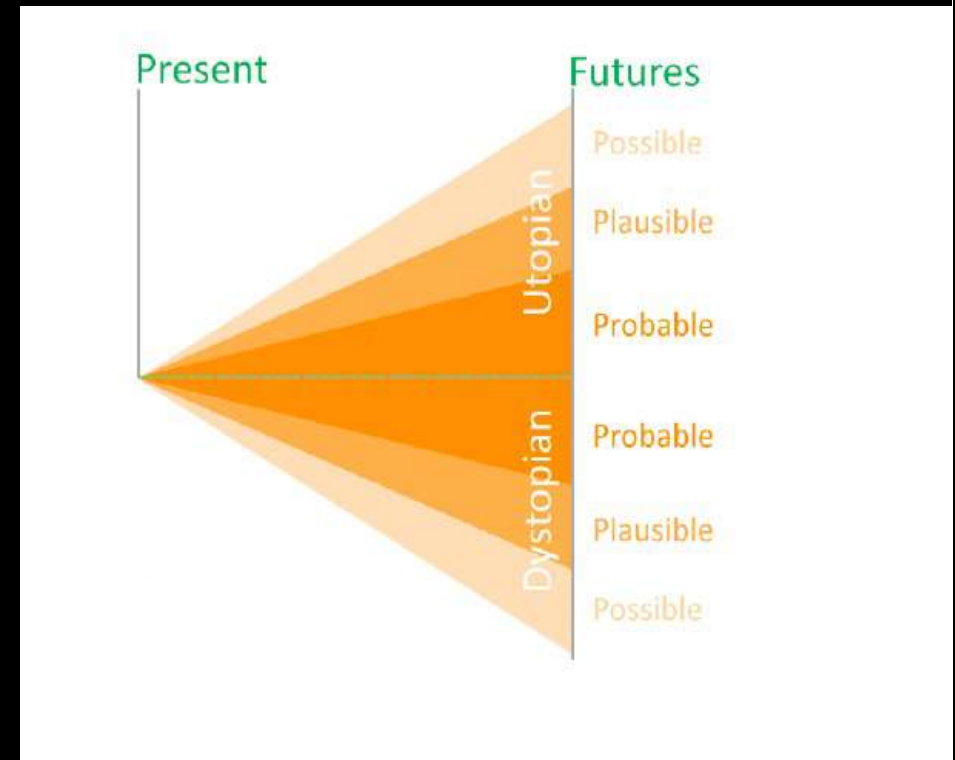 Present
Futures
Possible
Plausible
Utopian
Probable
Probable
Dystopian
Plausible
Possible